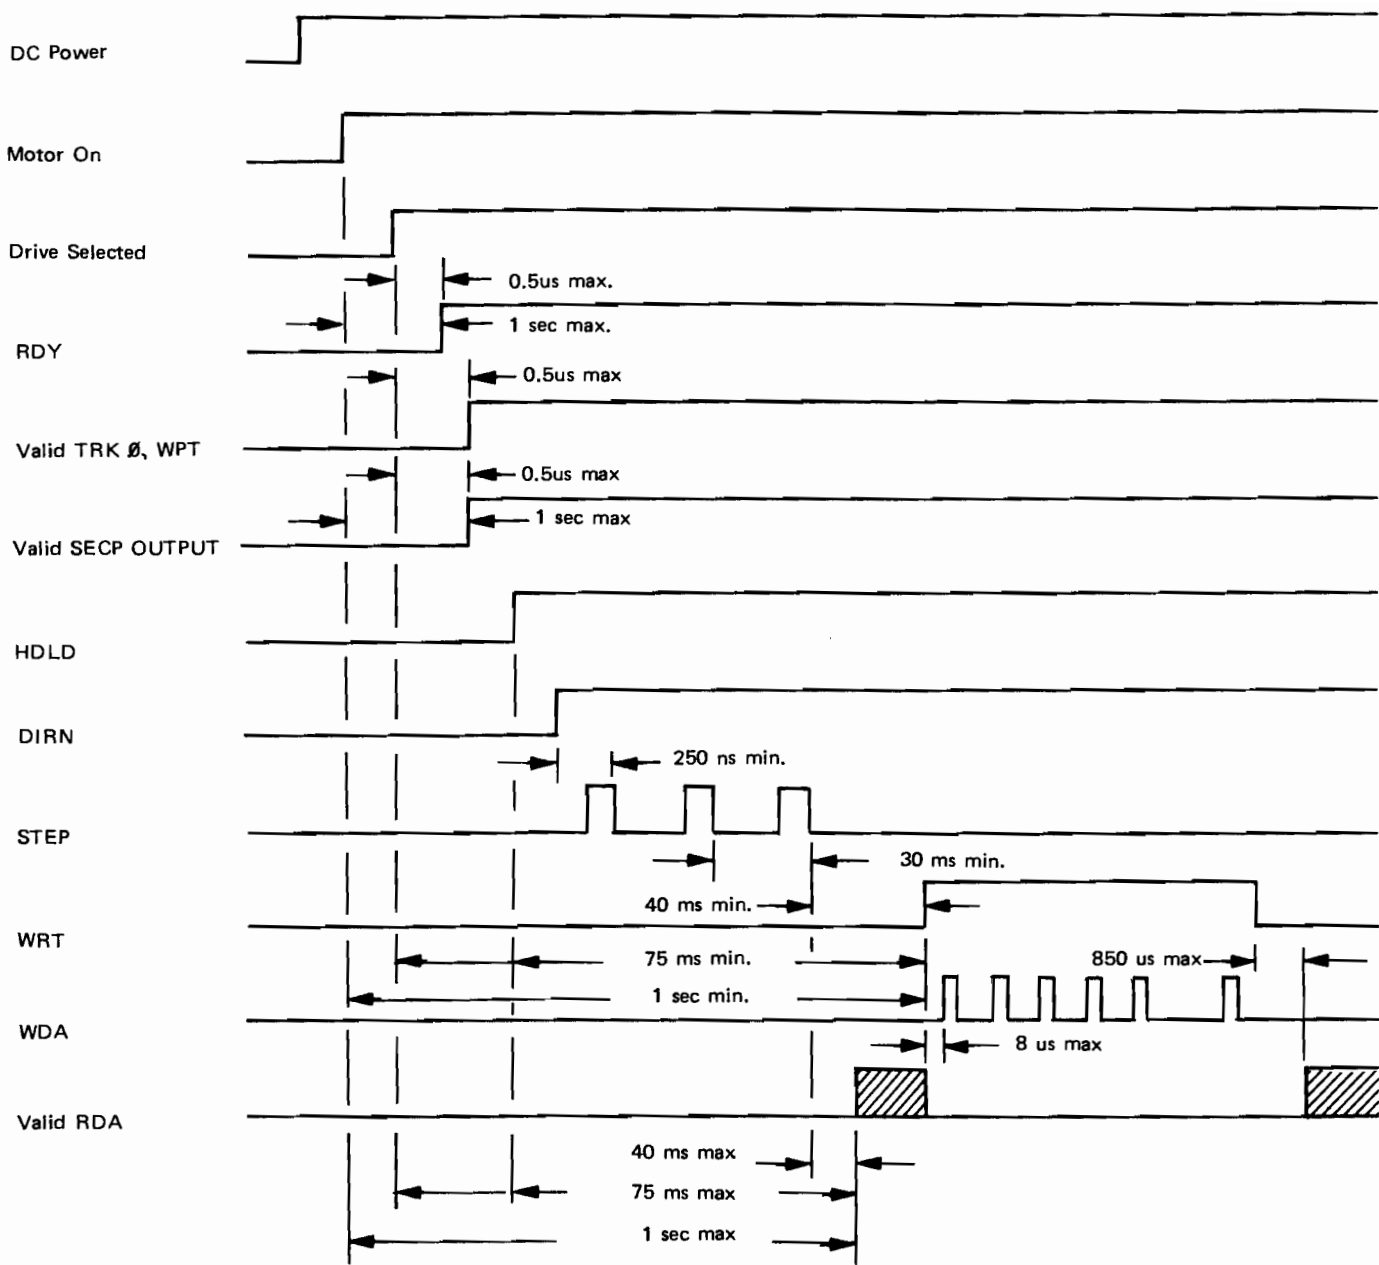 DC Power
Motor On
Drive Selected
0.5us max.
1 sec max.
RDY
0.5us max
Valid TRK Ø, WPT
0.5us max
1 sec max
Valid SECP OUTPUT
HDLD
DIRN
250 ns min.
STEP
30 ms min.
40 ms min.
WRT
75 ms min.
850 us max
1 sec min.
WDA
8 us max
Valid RDA
40 ms max
75 ms max
1 sec max